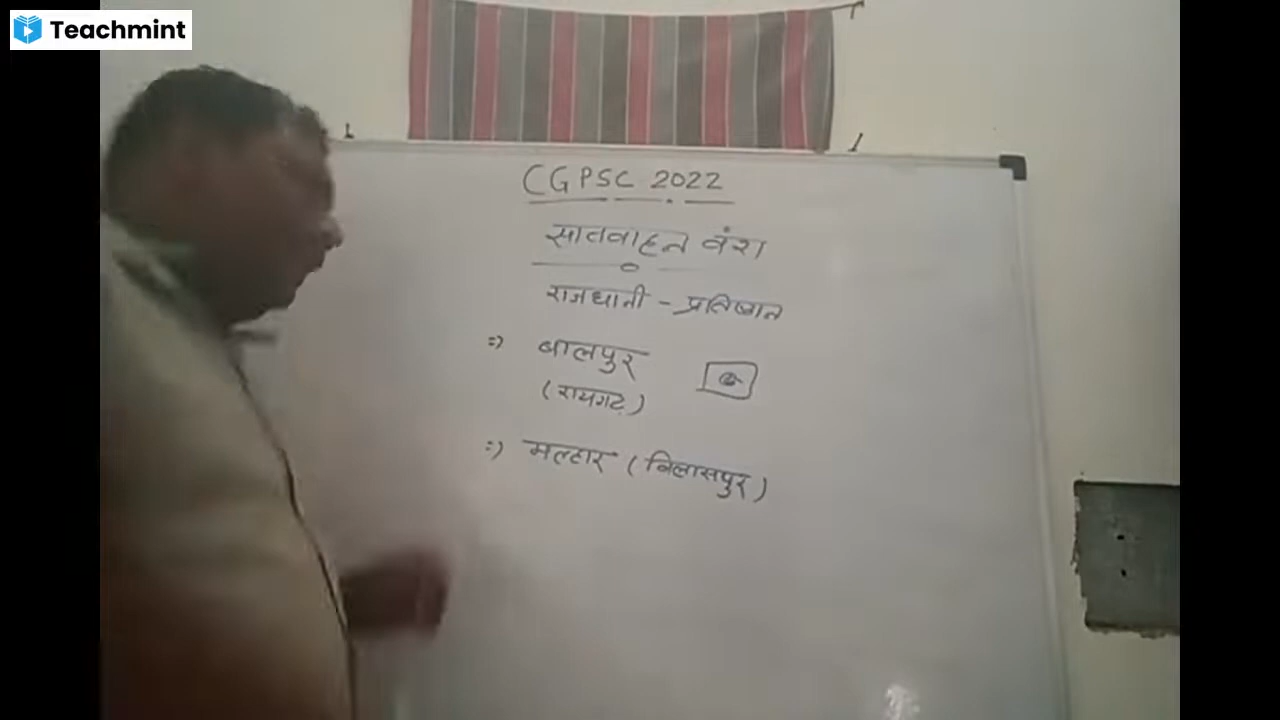 Teachmint
CGPSC 2022
सातवाहन वंश
राजधानी - प्रतिष्ठान
=) बालपुर
(रायगढ़)
=) मल्हार (बिलासपुर)